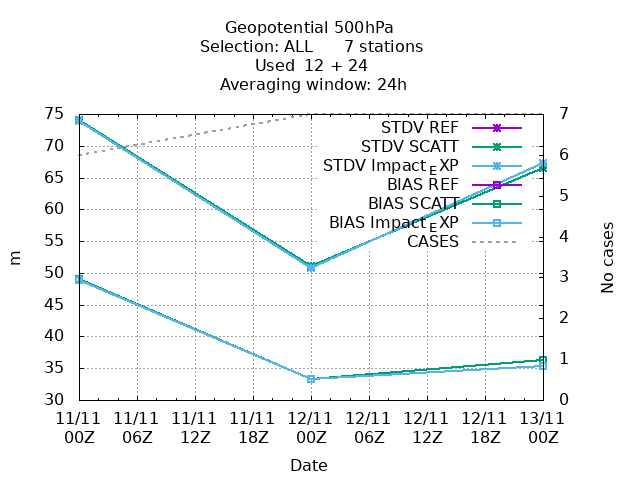 Geopotential 500hPa
Selection: ALL      7 stations
Used  12 + 24
Averaging window: 24h
STDV REF
STDV SCATT
STDV Impact_EXP
BIAS REF
BIAS SCATT
BIAS Impact_EXP
CASES
75
70
65
60
55
50
45
40
35
30
m
7
6
5
4
3
2
1
0
No cases
11/11 11/11 11/11 11/11 12/11 12/11 12/11 12/11 13/11
00Z 06Z 12Z 18Z 00Z 06Z 12Z 18Z 00Z
Date